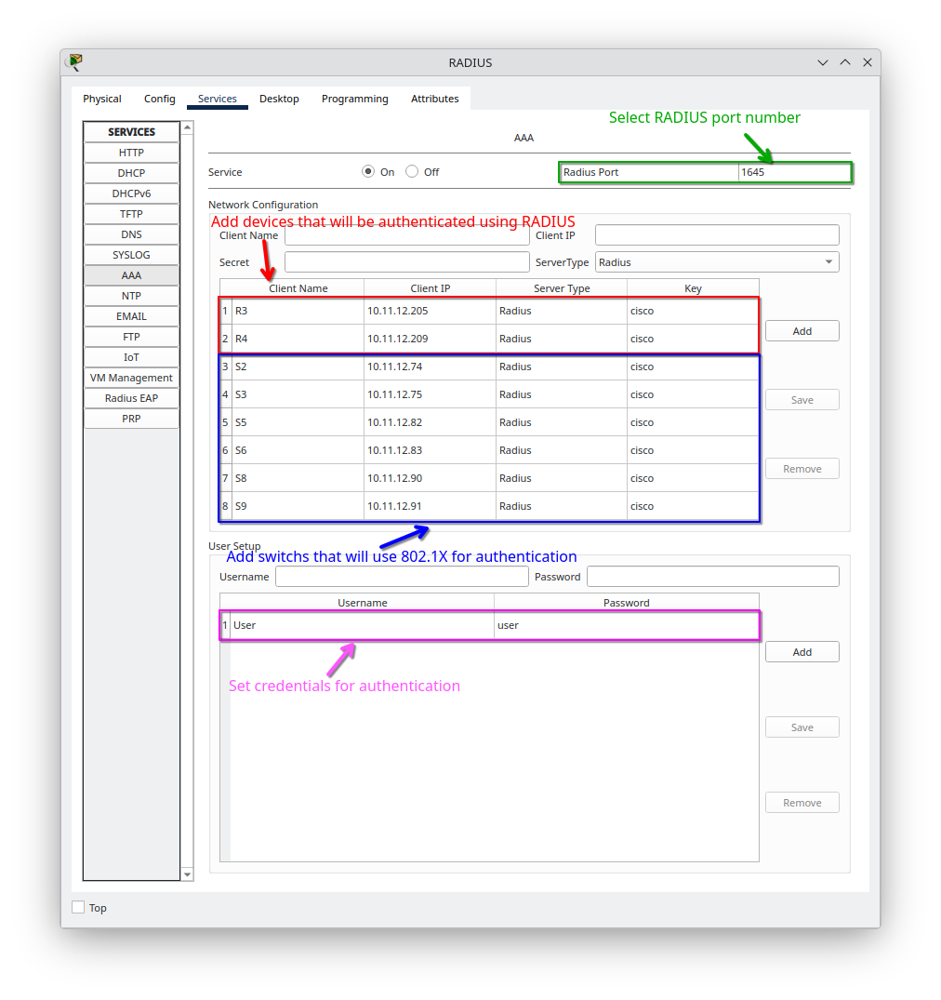 RADIUS
Physical Config Services Desktop Programming Attributes
Select RADIUS port number
SERVICES
HTTP
DHCP
DHCPv6
TFTP
DNS
SYSLOG
AAA
NTP
EMAIL
FTP
IoT
VM Management
Radius EAP
PRP
AAA
Service On Off Radius Port 1645
Network Configuration
Add devices that will be authenticated using RADIUS
Client Name Client IP
Secret ServerType Radius
Client Name Client IP Server Type Key
1 R3 10.11.12.205 Radius cisco
2 R4 10.11.12.209 Radius cisco
3 S2 10.11.12.74 Radius cisco
4 S3 10.11.12.75 Radius cisco
5 S5 10.11.12.82 Radius cisco
6 S6 10.11.12.83 Radius cisco
7 S8 10.11.12.90 Radius cisco
8 S9 10.11.12.91 Radius cisco
Add
Save
Remove
User Setup
Add switchs that will use 802.1X for authentication
Username Password
Username Password
1 User user
Set credentials for authentication
Add
Save
Remove
Top